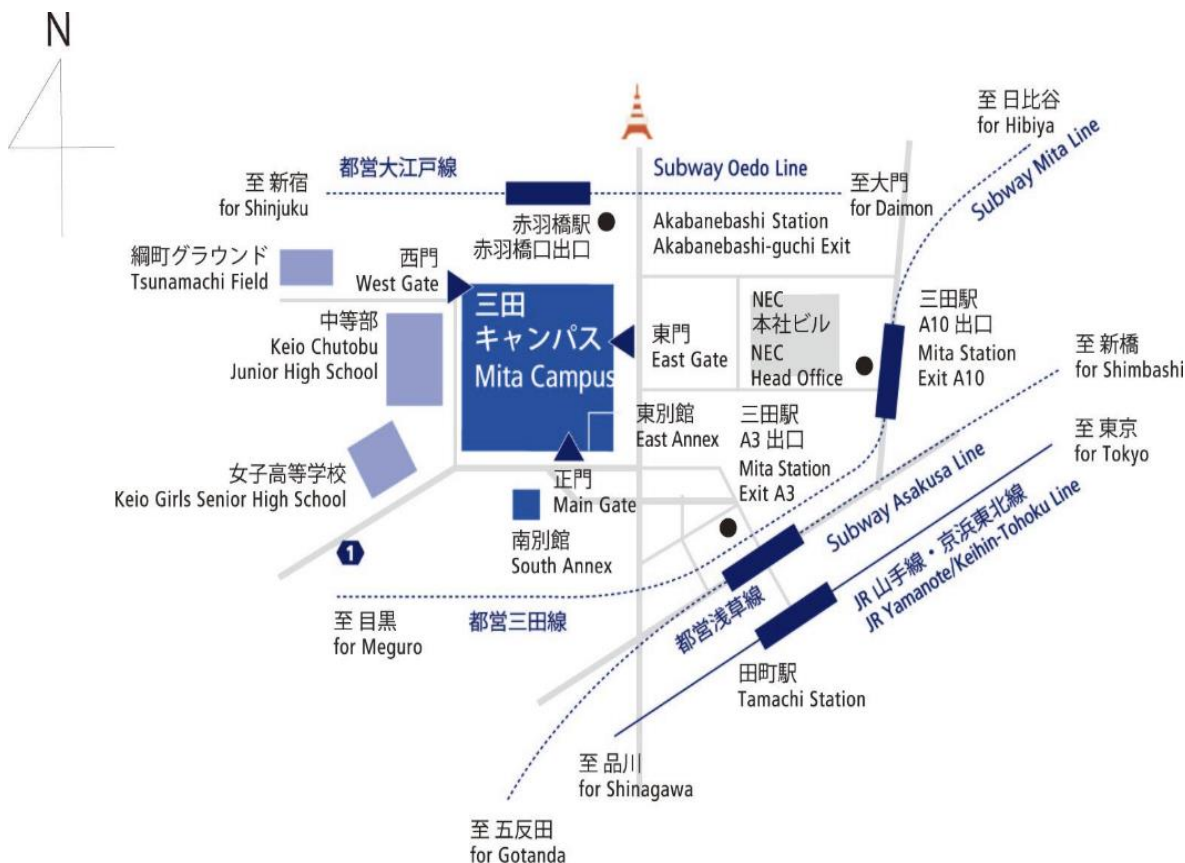 N
至 日比谷
for Hibiya
Subway Mita Line
都営大江戸線
Subway Oedo Line
至 新宿
for Shinjuku
至大門
for Daimon
赤羽橋駅
赤羽橋口出口
Akabanebashi Station
Akabanebashi-guchi Exit
綱町グラウンド
Tsunamachi Field
西門
West Gate
三田
キャンパス
Mita Campus
東門
East Gate
NEC
本社ビル
NEC
Head Office
三田駅
A10 出口
Mita Station
Exit A10
至 新橋
for Shimbashi
中等部
Keio Chutobu
Junior High School
東別館
East Annex
三田駅
A3 出口
Mita Station
Exit A3
至 東京
for Tokyo
女子高等学校
Keio Girls Senior High School
正門
Main Gate
南別館
South Annex
Subway Asakusa Line
JR 山手線・京浜東北線
JR Yamanote/Keihin-Tohoku Line
1
至 目黒
for Meguro
都営三田線
都営浅草線
田町駅
Tamachi Station
至 品川
for Shinagawa
至 五反田
for Gotanda